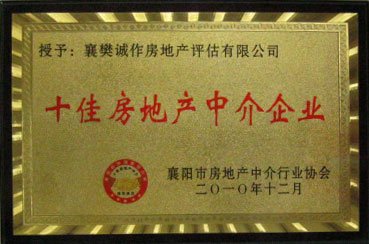 授予：襄樊诚作房地产评估有限公司
十佳房地产中介企业
襄阳市房地产中介行业协会
二〇一〇年十二月